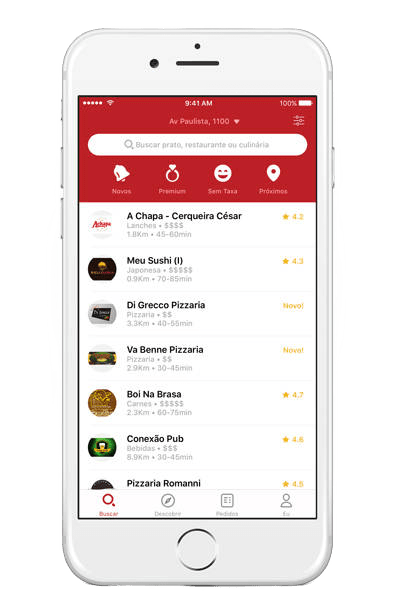 9:41 AM 100%
Av Paulista, 1100
Buscar prato, restaurante ou culinária
Novos Premium Sem Taxa Próximos
A Chapa - Cerqueira César 4.2
Lanches • $$$$
1.8Km • 45-60min
Meu Sushi (I) 4.3
Japonesa • $$$$$
0.9Km • 70-85min
Di Grecco Pizzaria Novo!
Pizzaria • $$
3.3Km • 40-55min
Va Benne Pizzaria Novo!
Pizzaria • $$
2.9Km • 30-45min
Boi Na Brasa 4.7
Carnes • $$$$$
2.3Km • 60-75min
Conexão Pub 4.6
Bebidas • $$$
8.9Km • 30-45min
Pizzaria Romanni 4.5
Buscar Descobrir Pedidos Eu